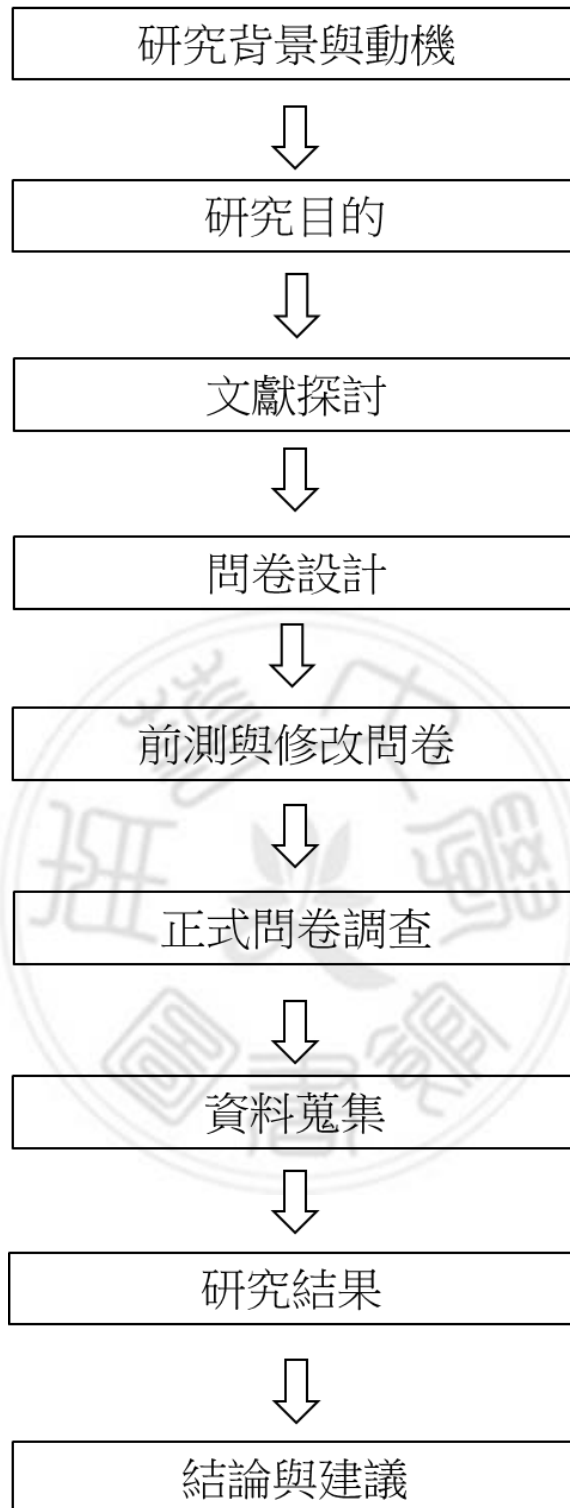 研究背景與動機
研究目的
文獻探討
問卷設計
前測與修改問卷
正式問卷調查
資料蒐集
研究結果
結論與建議